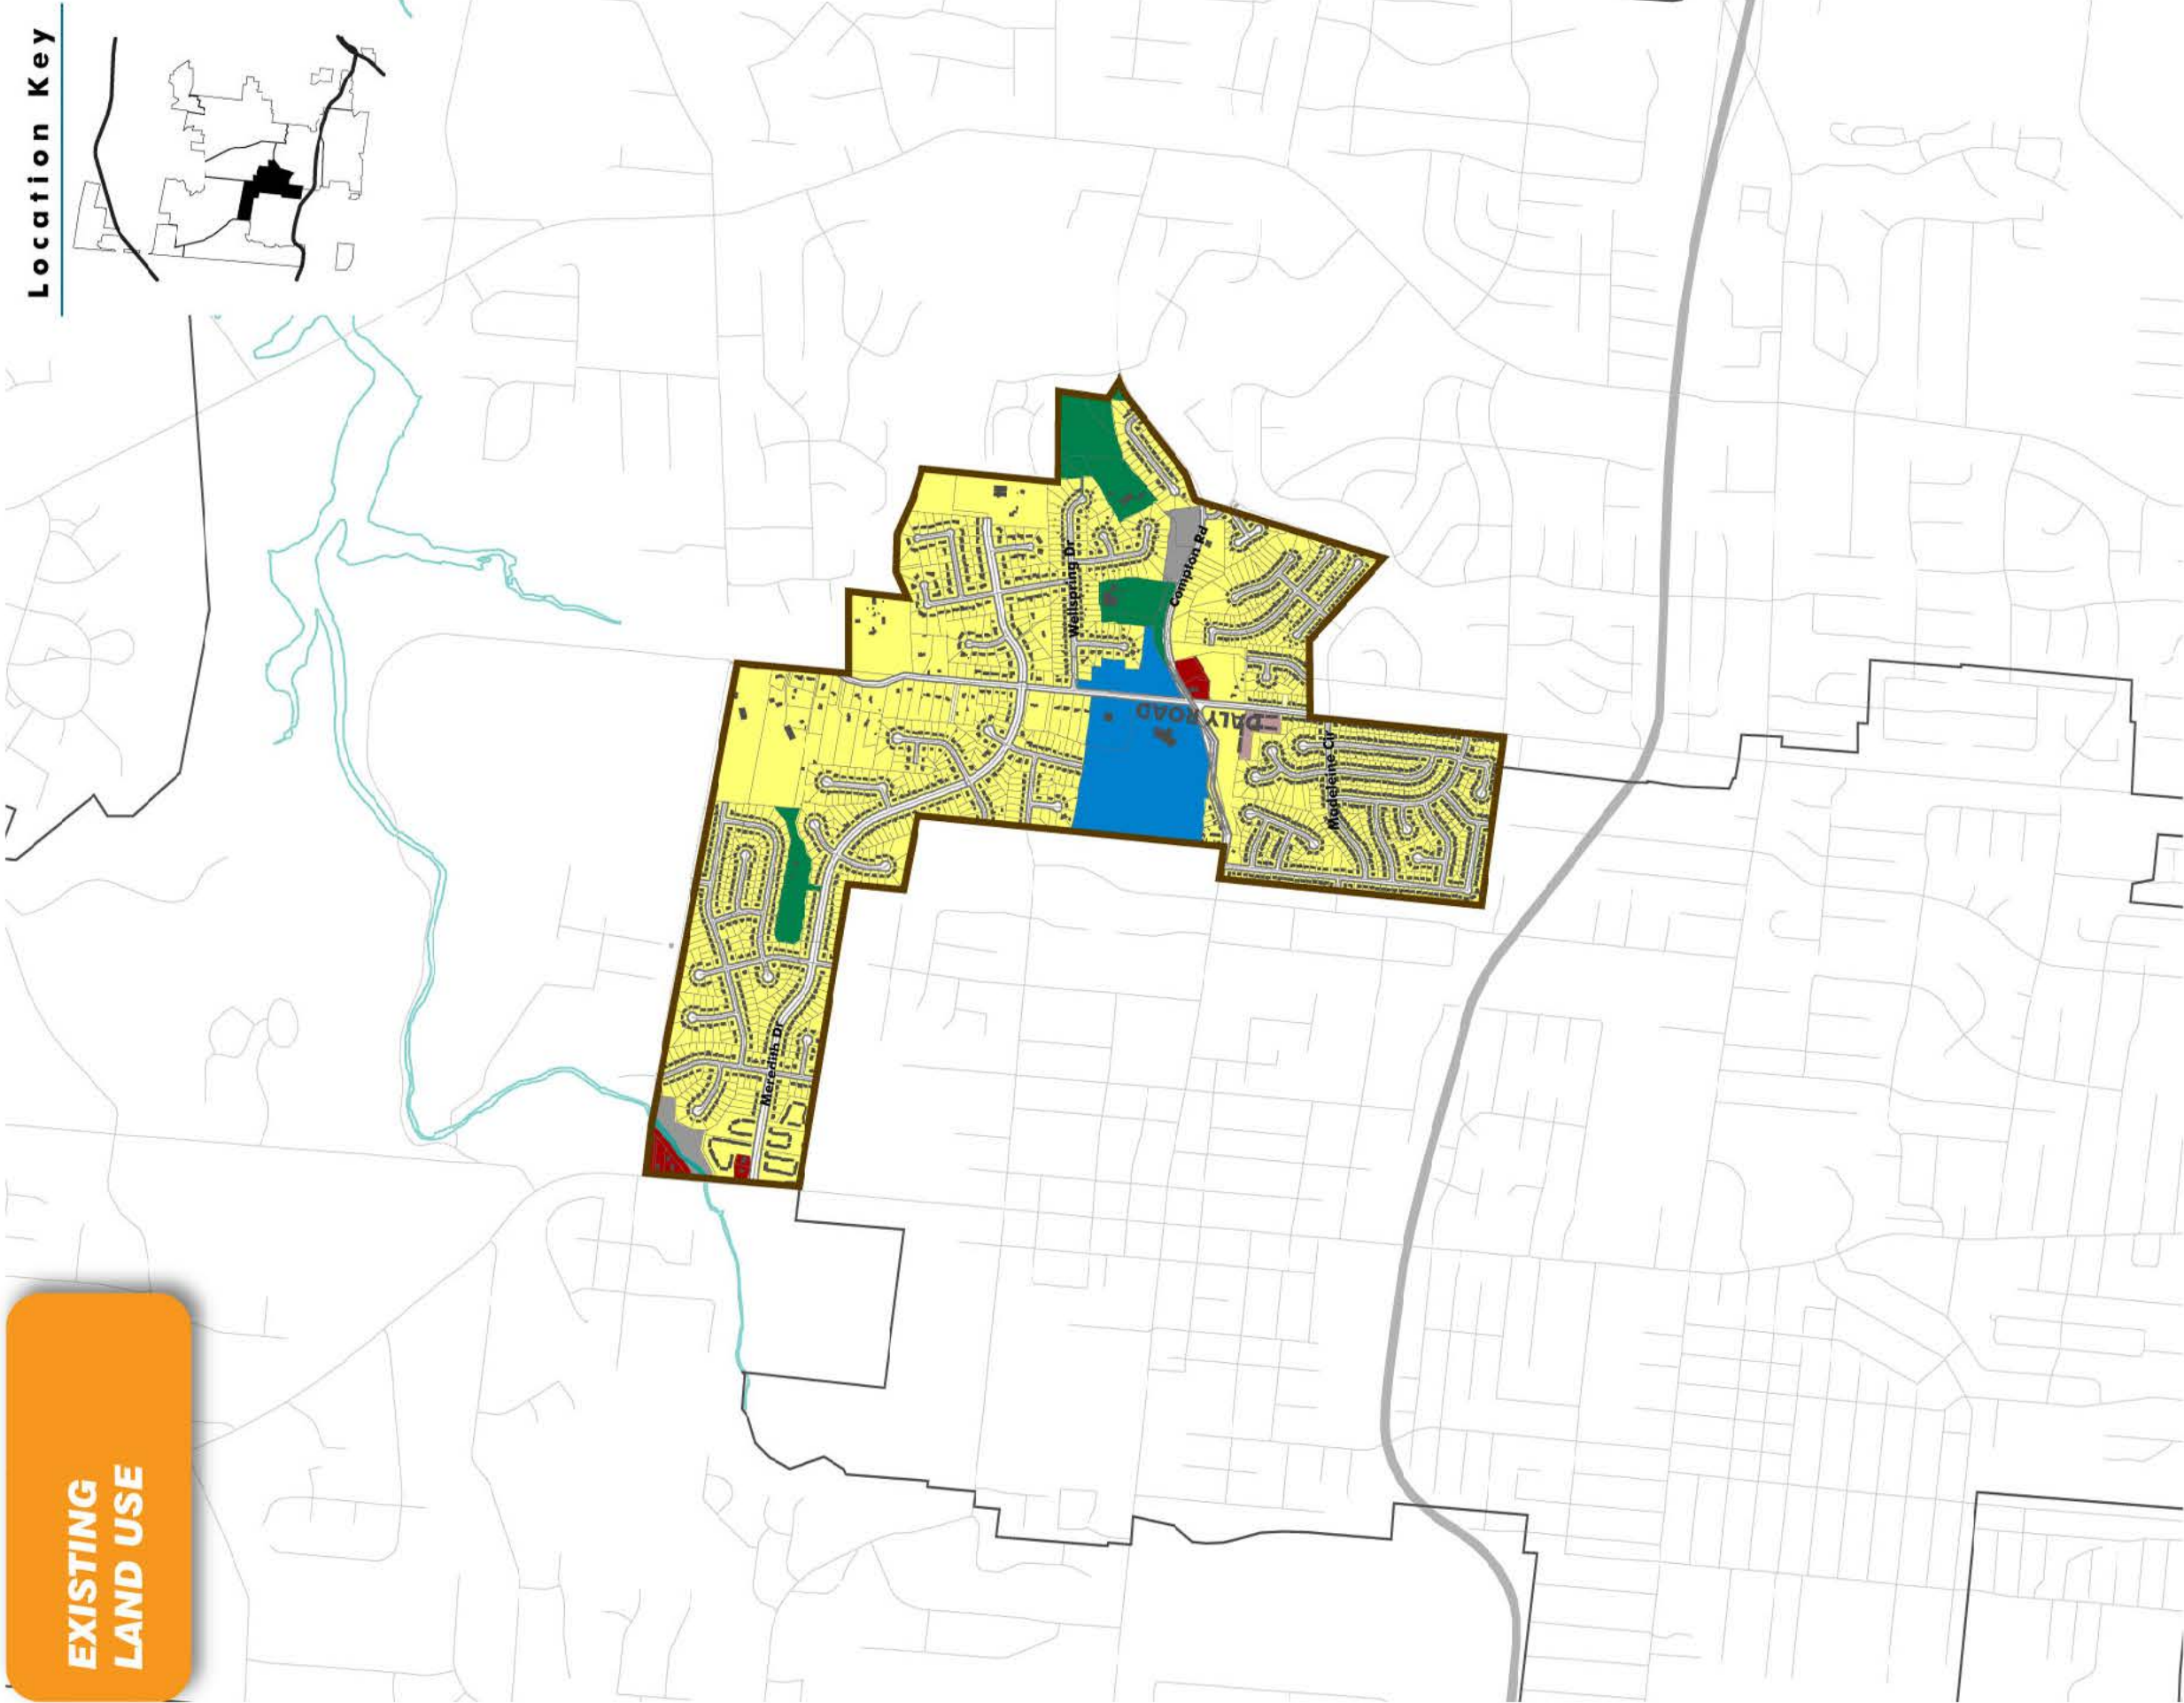 EXISTING
LAND USE
Location Key
Meredith Dr
Wellspring Dr
Compton Rd
DALY ROAD
Madeleine Cir